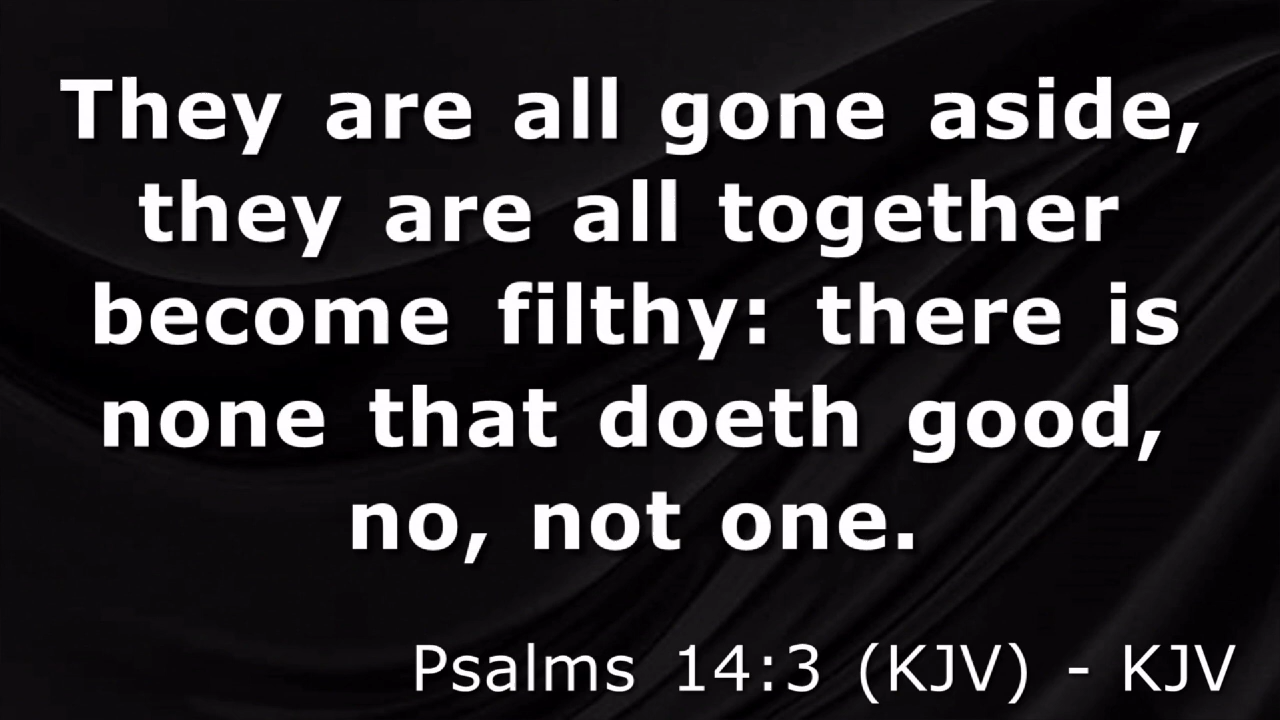 They are all gone aside,
they are all together
become filthy: there is
none that doeth good,
no, not one.
Psalms 14:3 (KJV) - KJV